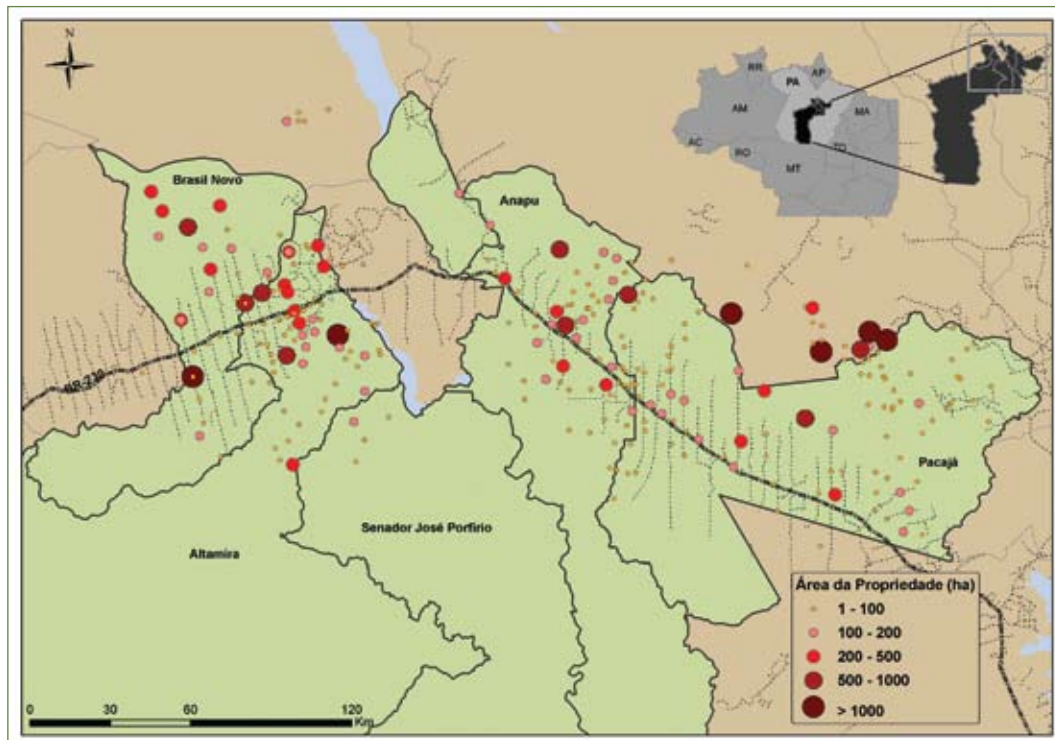 N
RR
AP
PA
AM
MA
AC
RO
TO
MT
Brasil Novo
Anapu
BR-230
Pacajá
Senador José Porfírio
Altamira
Área da Propriedade (ha)
1 - 100
100 - 200
200 - 500
500 - 1000
> 1000
0 30 60 120
Km